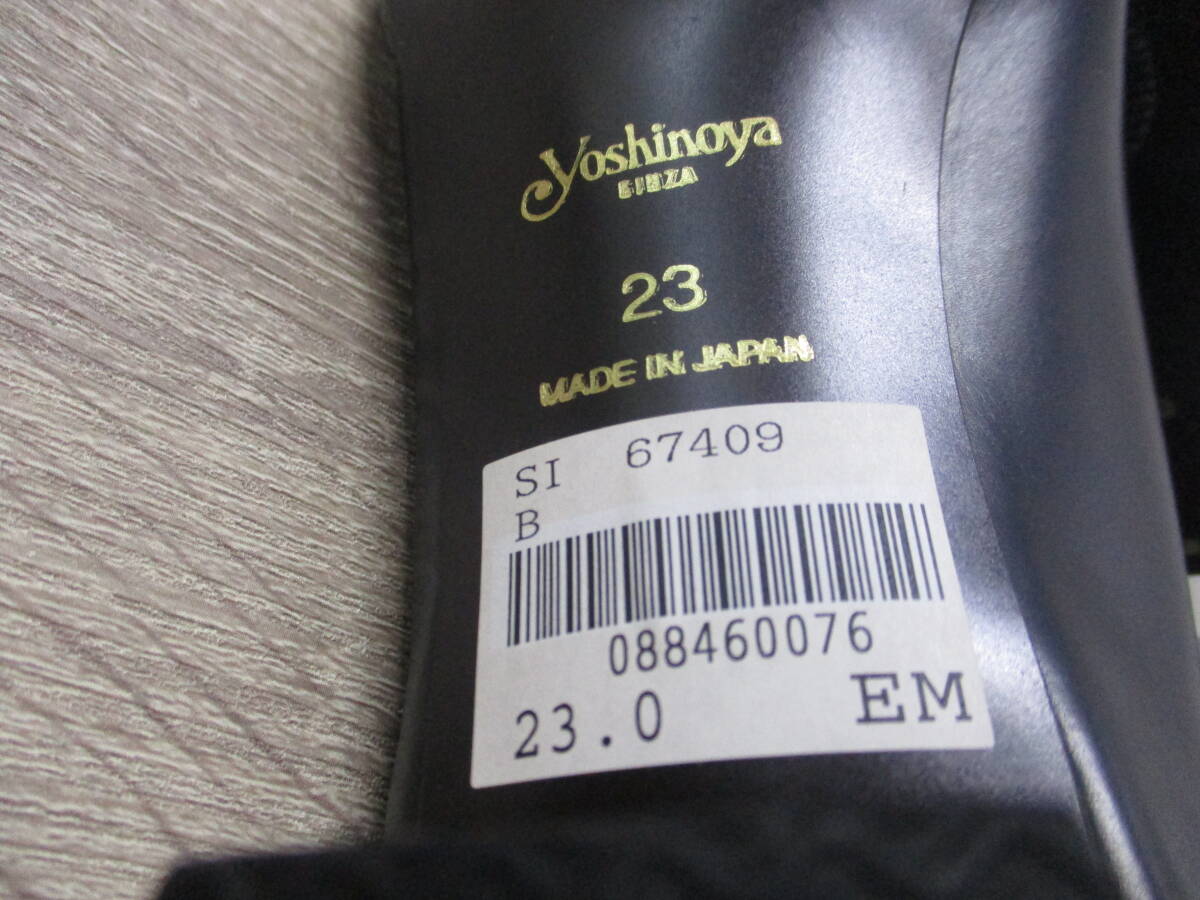 Yoshinoya
GINZA
23
MADE IN JAPAN
SI 67409
B
088460076
23.0 EM